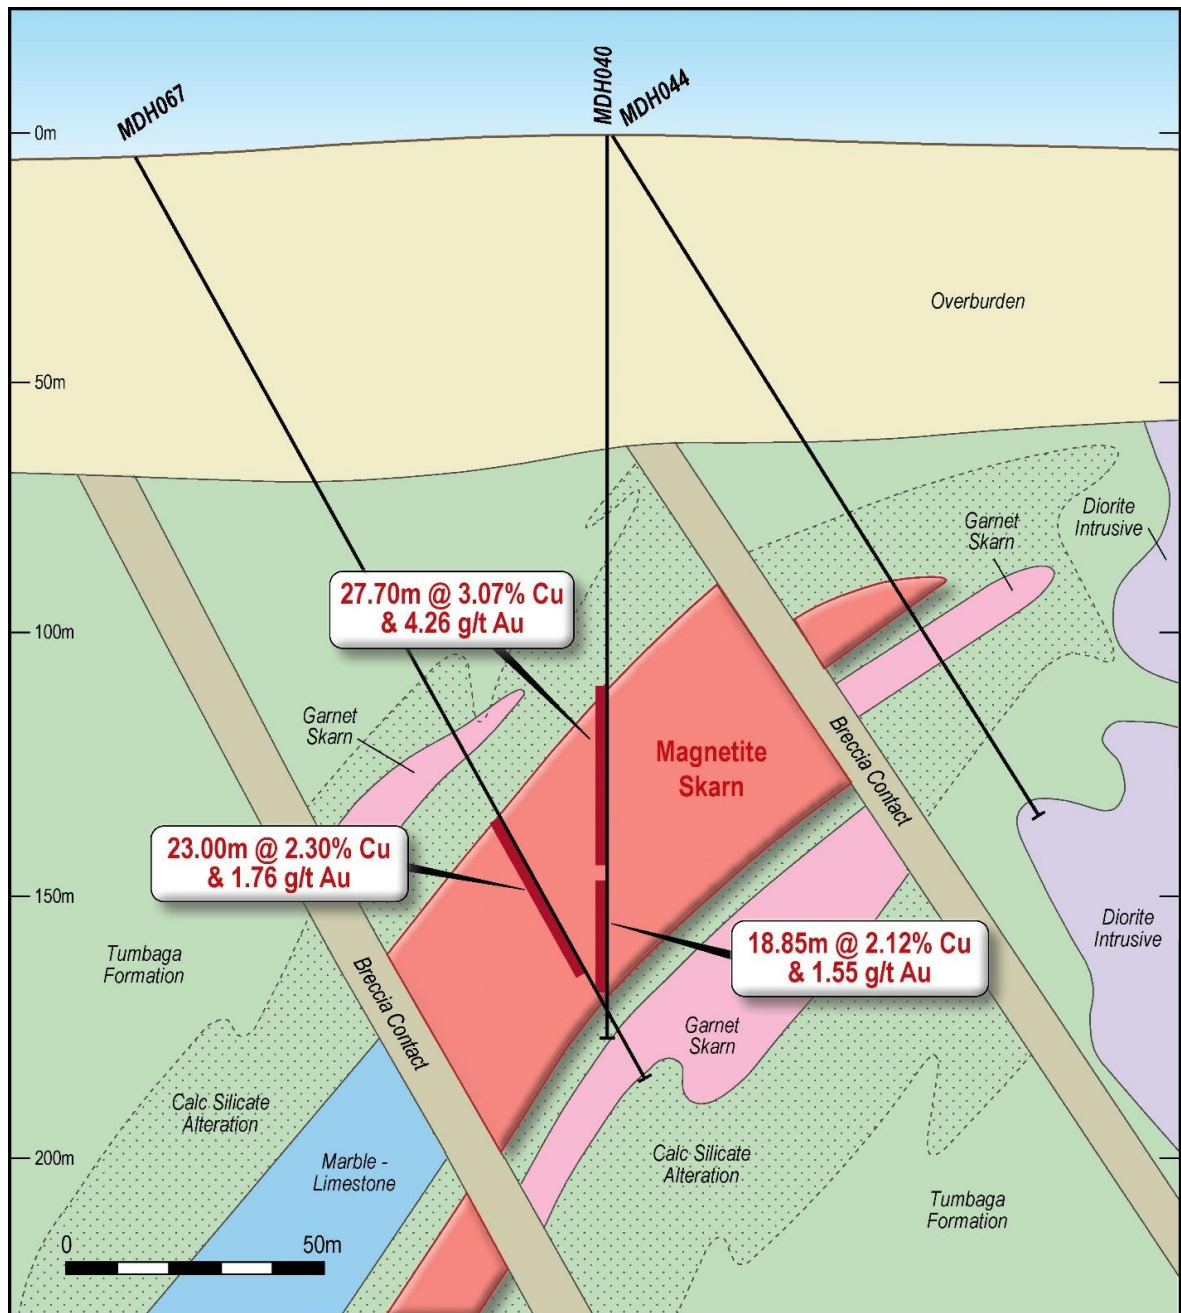 MDH067
MDH040
MDH044
0m
Overburden
50m
Diorite
Intrusive
Garnet
Skarn
27.70m @ 3.07% Cu
& 4.26 g/t Au
100m
Garnet
Skarn
Magnetite
Skarn
Breccia Contact
23.00m @ 2.30% Cu
& 1.76 g/t Au
150m
Diorite
Intrusive
18.85m @ 2.12% Cu
& 1.55 g/t Au
Tumbaga
Formation
Breccia Contact
Garnet
Skarn
Calc Silicate
Alteration
Calc Silicate
Alteration
200m
Marble -
Limestone
Tumbaga
Formation
0
50m